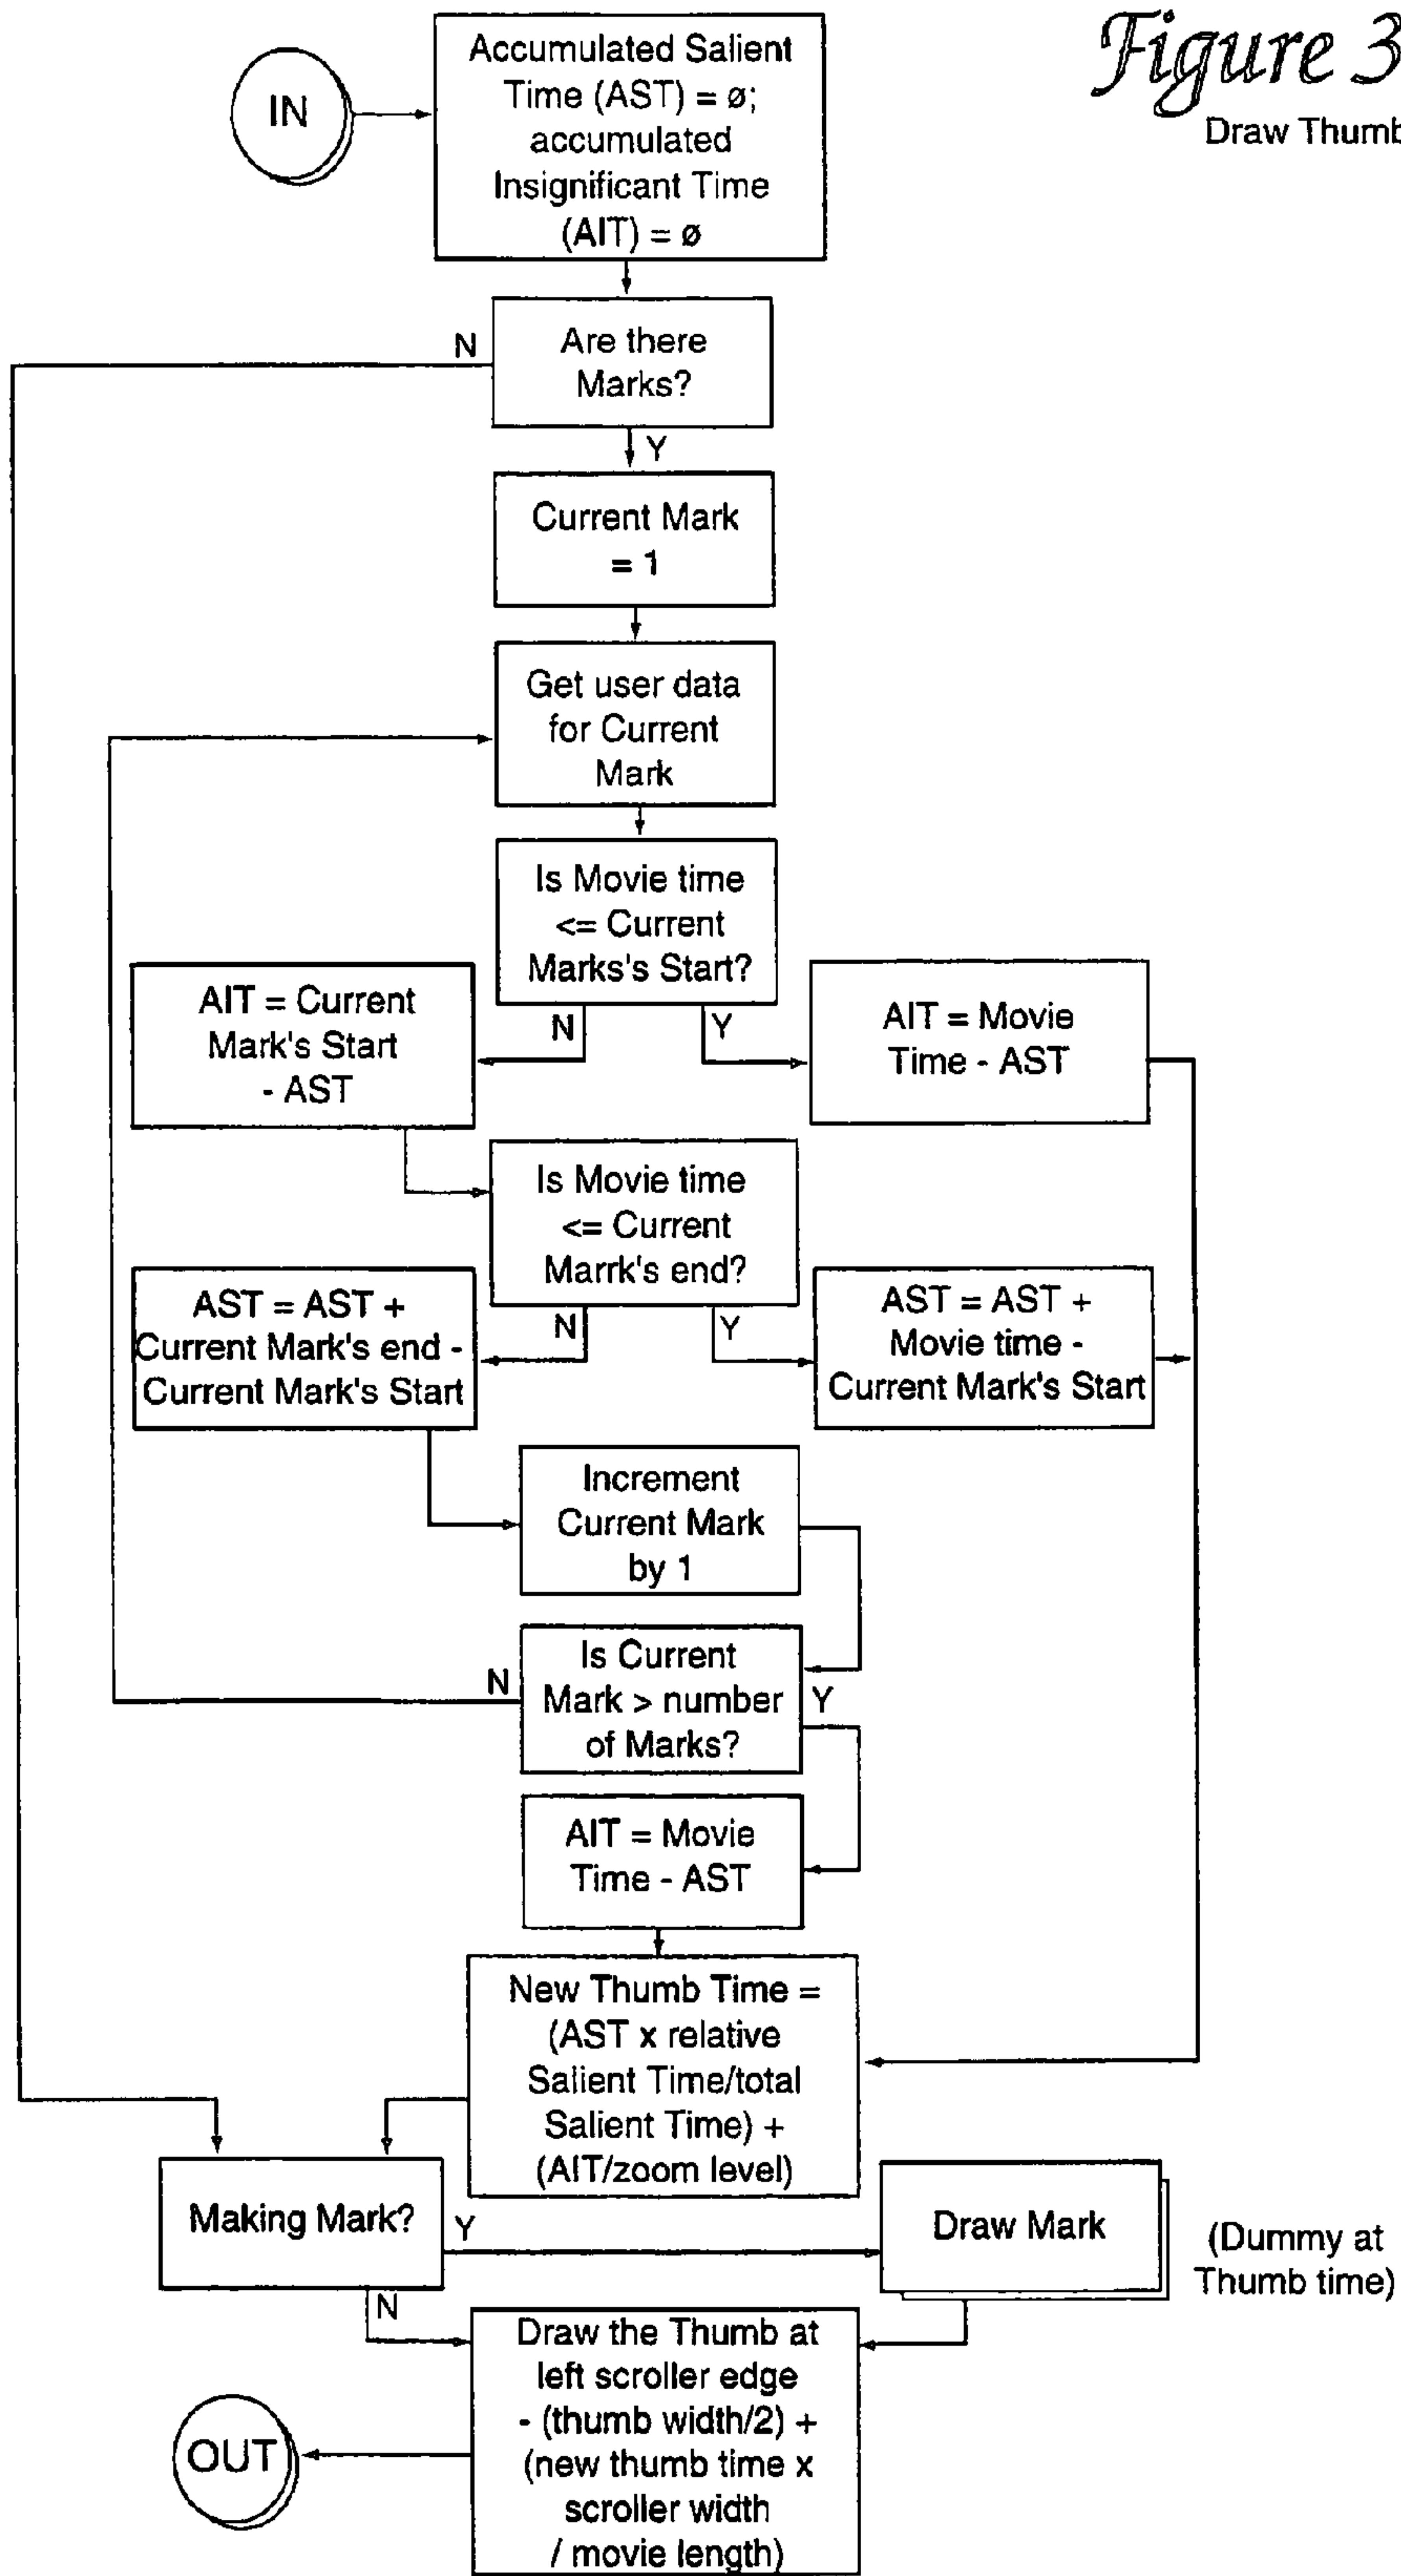 Figure 3
Draw Thumb
IN
Accumulated Salient
Time (AST) = ø;
accumulated
Insignificant Time
(AIT) = ø
Are there
Marks?
N
Y
Current Mark
= 1
Get user data
for Current
Mark
Is Movie time
<= Current
Marks's Start?
N
Y
AIT = Current
Mark's Start
- AST
AIT = Movie
Time - AST
Is Movie time
<= Current
Marrk's end?
N
Y
AST = AST +
Current Mark's end -
Current Mark's Start
AST = AST +
Movie time -
Current Mark's Start
Increment
Current Mark
by 1
Is Current
Mark > number
of Marks?
N
Y
AIT = Movie
Time - AST
New Thumb Time =
(AST x relative
Salient Time/total
Salient Time) +
(AIT/zoom level)
Making Mark?
Y
N
Draw Mark
(Dummy at
Thumb time)
Draw the Thumb at
left scroller edge
- (thumb width/2) +
(new thumb time x
scroller width
/ movie length)
OUT